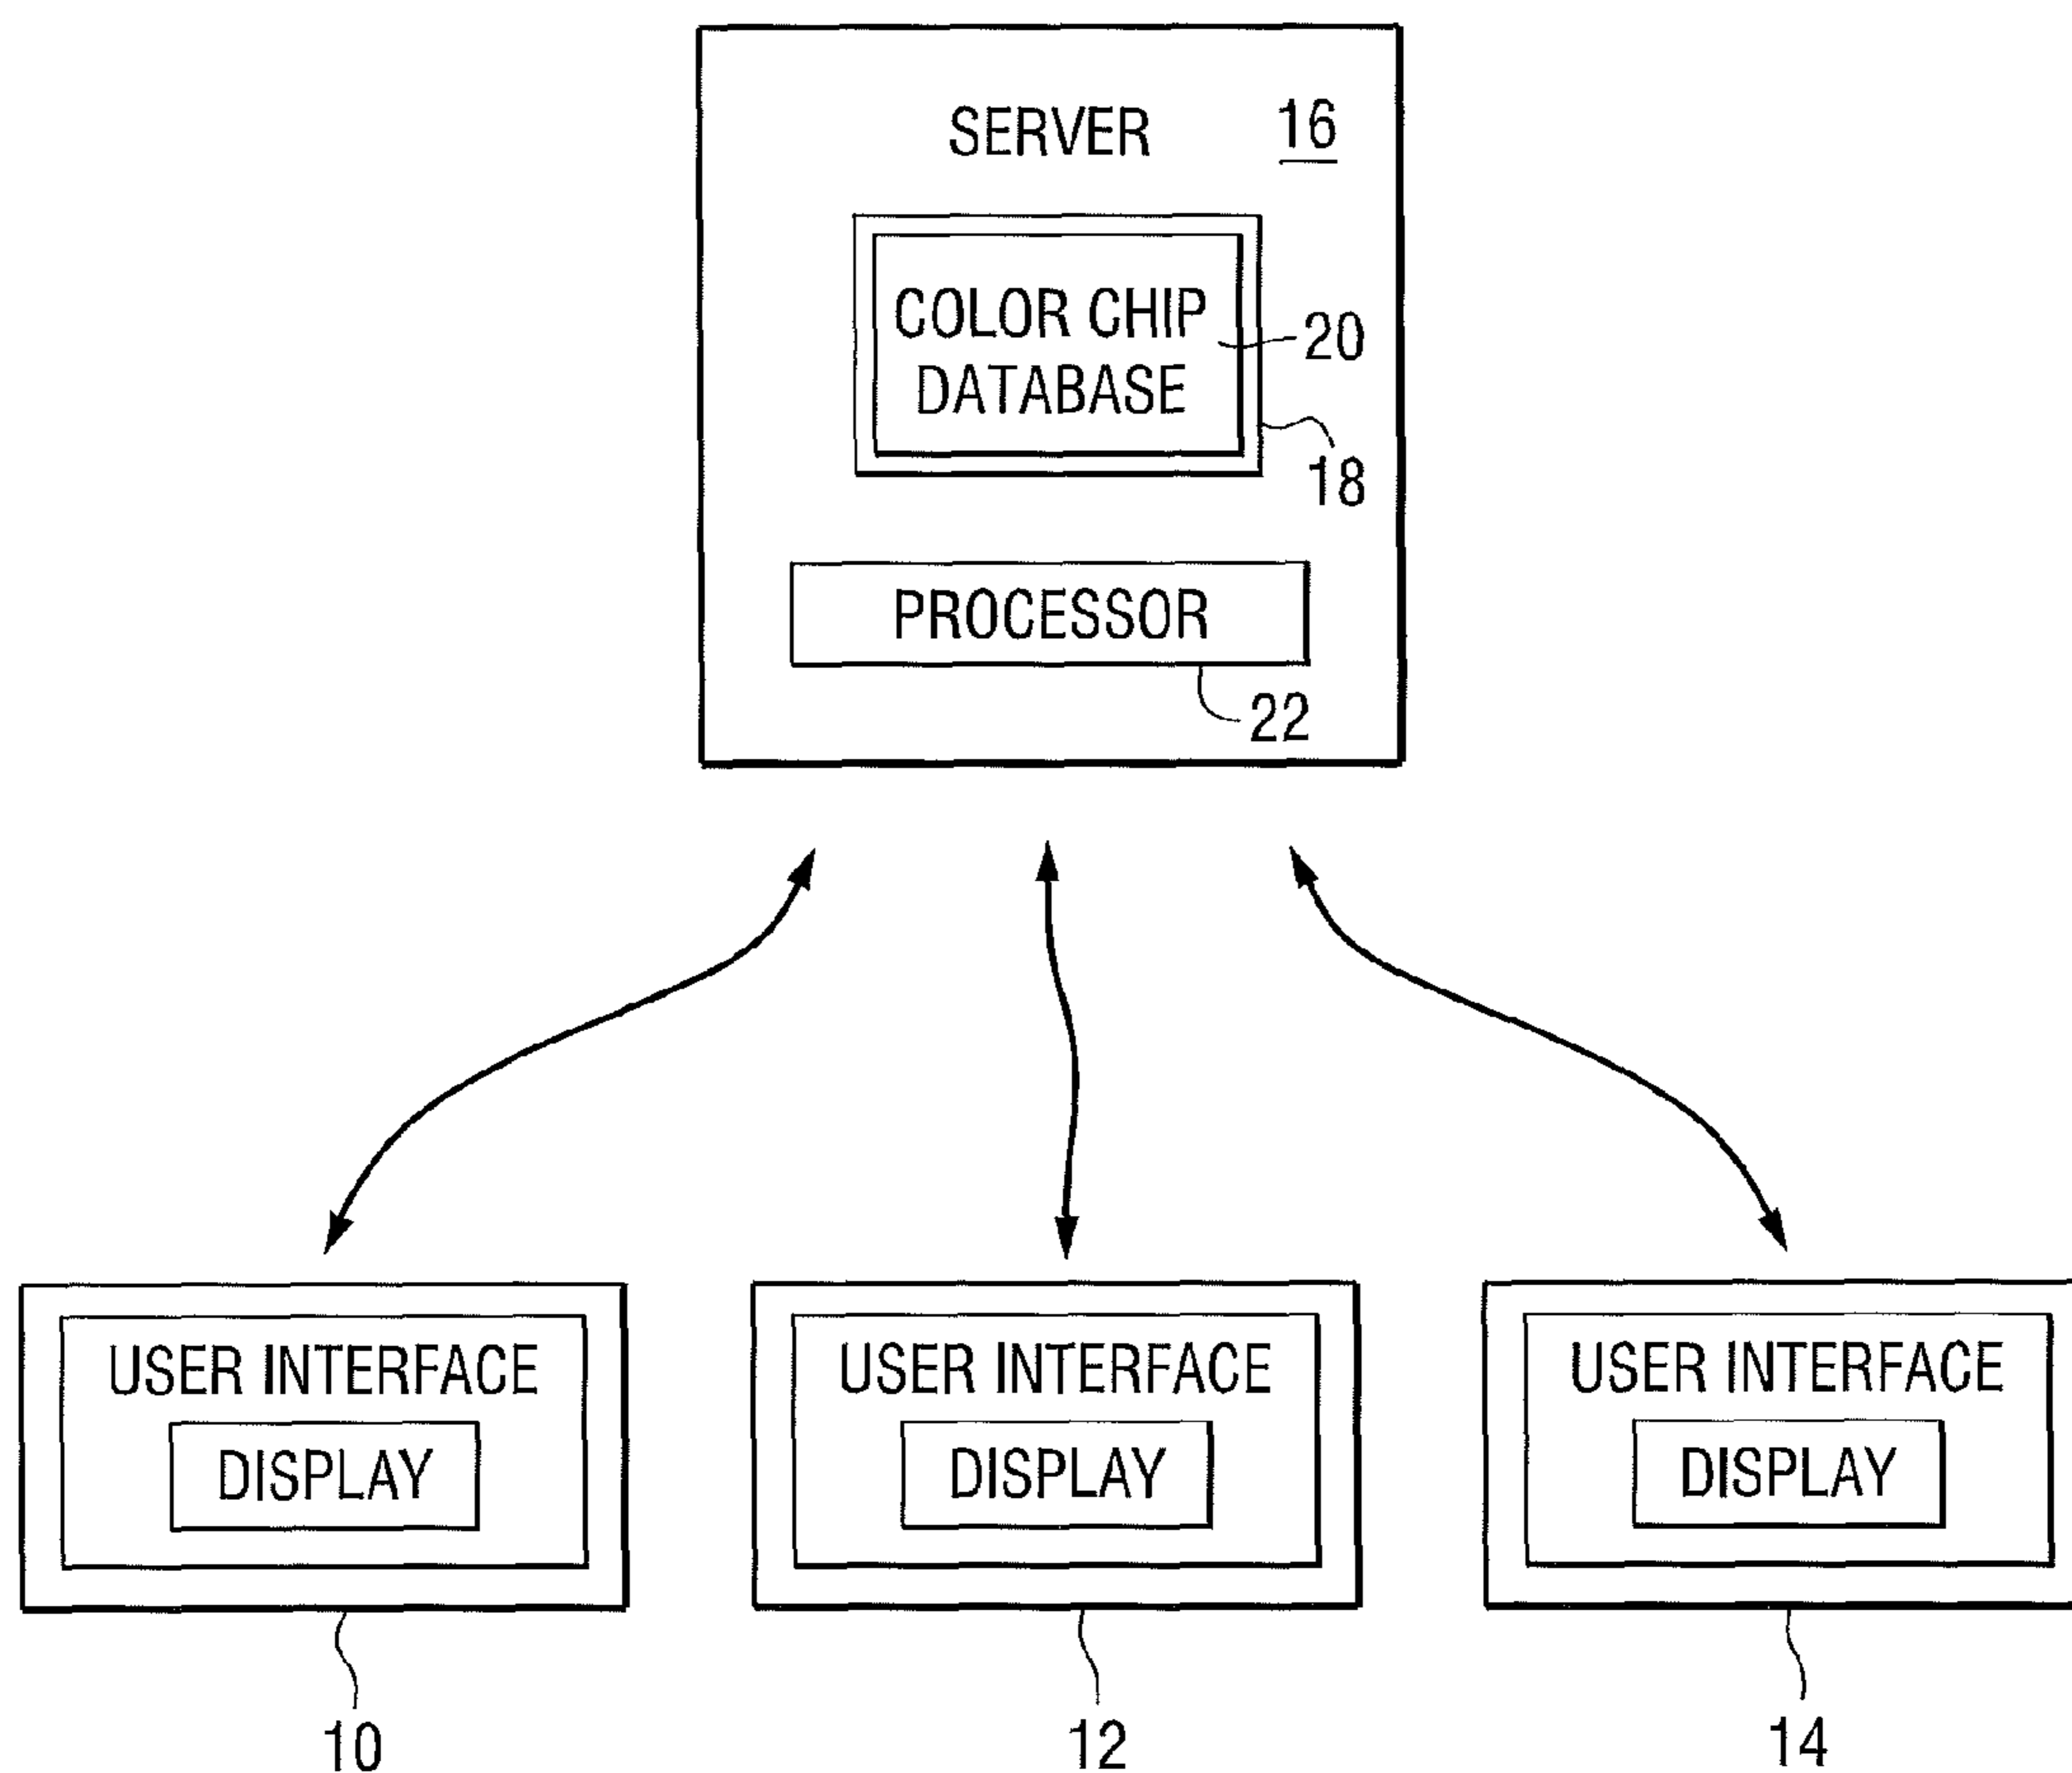 SERVER 16
COLOR CHIP
DATABASE
20
18
PROCESSOR
22
USER INTERFACE
DISPLAY
10
USER INTERFACE
DISPLAY
12
USER INTERFACE
DISPLAY
14